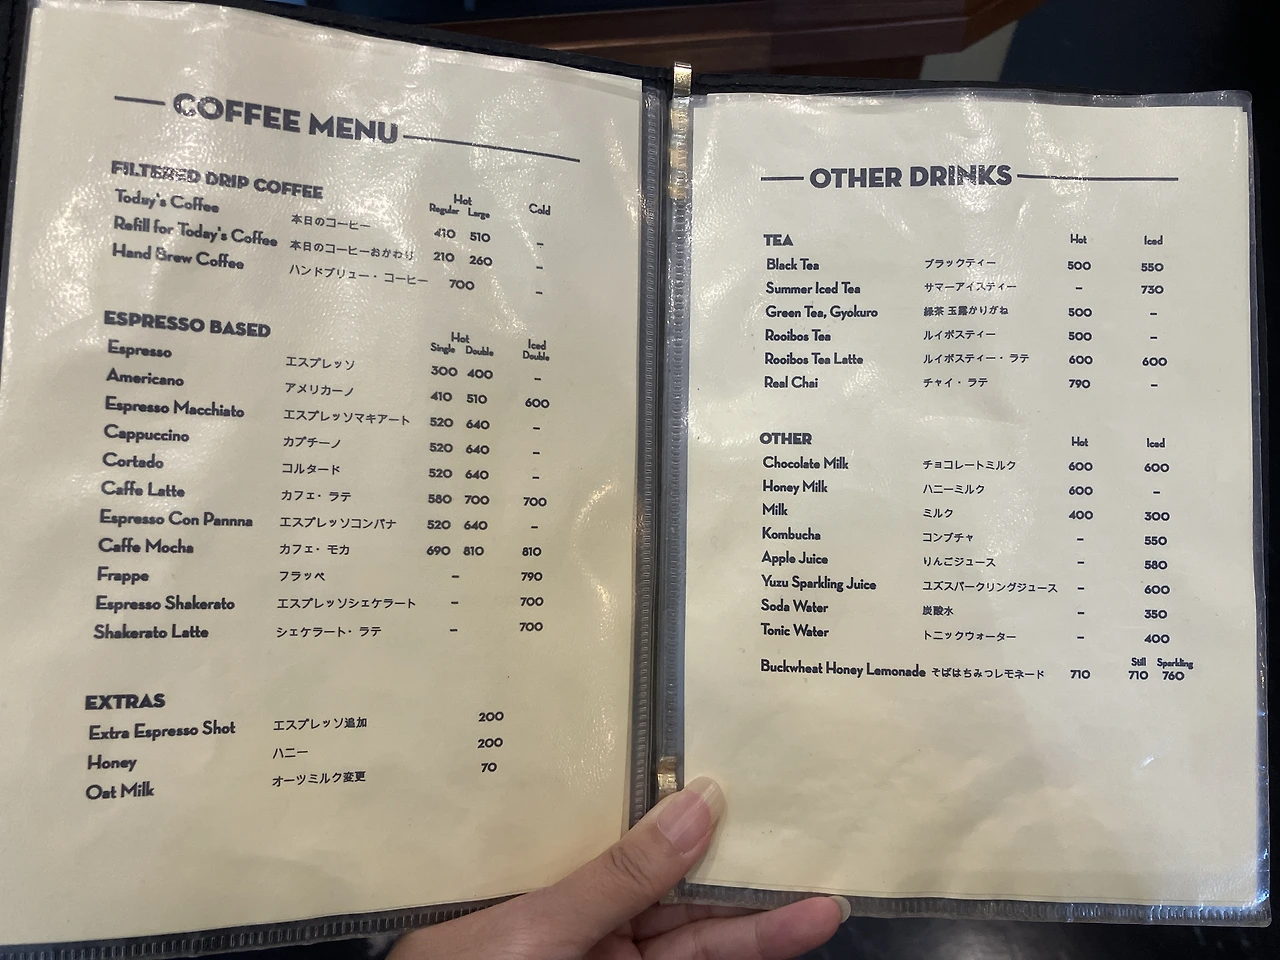 COFFEE MENU
FILTERED DRIP COFFEE Hot Cold
Regular Large
Today's Coffee 本日のコーヒー 410 510 -
Refill for Today's Coffee 本日のコーヒーおかわり 210 260 -
Hand Brew Coffee ハンドブリュー・コーヒー 700 -
ESPRESSO BASED Hot Iced
Single Double Double
Espresso エスプレッソ 300 400 -
Americano アメリカーノ 410 510 600
Espresso Macchiato エスプレッソマキアート 520 640 -
Cappuccino カプチーノ 520 640 -
Cortado コルタード 520 640 -
Caffe Latte カフェ・ラテ 580 700 700
Espresso Con Pannna エスプレッソコンパナ 520 640 -
Caffe Mocha カフェ・モカ 690 810 810
Frappe フラッペ - 790
Espresso Shakerato エスプレッソシェケラート - 700
Shakerato Latte シェケラート・ラテ - 700
EXTRAS
Extra Espresso Shot エスプレッソ追加 200
Honey ハニー 200
Oat Milk オーツミルク変更 70
OTHER DRINKS
TEA Hot Iced
Black Tea ブラックティー 500 550
Summer Iced Tea サマーアイスティー - 730
Green Tea, Gyokuro 緑茶 玉露かりがね 500 -
Rooibos Tea ルイボスティー 500 -
Rooibos Tea Latte ルイボスティー・ラテ 600 600
Real Chai チャイ・ラテ 790 -
OTHER Hot Iced
Chocolate Milk チョコレートミルク 600 600
Honey Milk ハニーミルク 600 -
Milk ミルク 400 300
Kombucha コンブチャ - 550
Apple Juice りんごジュース - 580
Yuzu Sparkling Juice ユズスパークリングジュース - 600
Soda Water 炭酸水 - 350
Tonic Water トニックウォーター - 400
Still Sparkling
Buckwheat Honey Lemonade そばはちみつレモネード 710 710 760